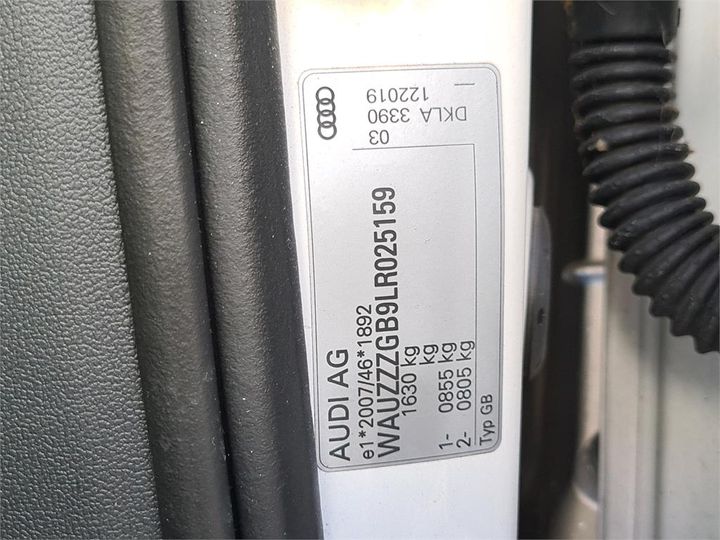 AUDI AG
e1*2007/46*1892
WAUZZZGB9LR025159
1630 kg
kg
1- 0855 kg
2- 0805 kg
Typ GB
03
DKLA 3390
122019